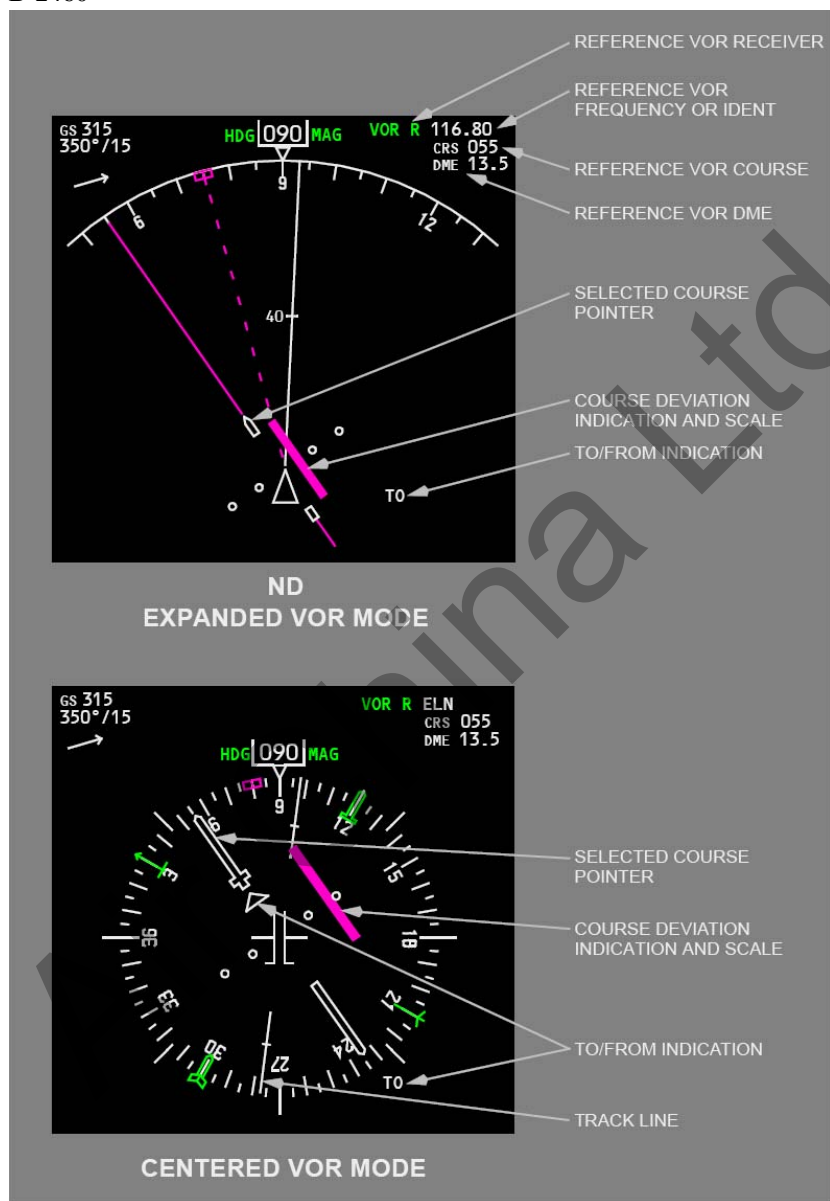 REFERENCE VOR RECEIVER
REFERENCE VOR
FREQUENCY OR IDENT
REFERENCE VOR COURSE
REFERENCE VOR DME
GS 315
350°/15
HDG 090 MAG
VOR R 116.80
CRS 055
DME 13.5
6
9
12
40
SELECTED COURSE
POINTER
COURSE DEVIATION
INDICATION AND SCALE
TO/FROM INDICATION
TO
ND
EXPANDED VOR MODE
GS 315
350°/15
VOR R ELN
CRS 055
DME 13.5
HDG 090 MAG
6
9
12
3
15
36
18
33
21
30
27
24
TO
SELECTED COURSE
POINTER
COURSE DEVIATION
INDICATION AND SCALE
TO/FROM INDICATION
TRACK LINE
CENTERED VOR MODE
ina Ltd